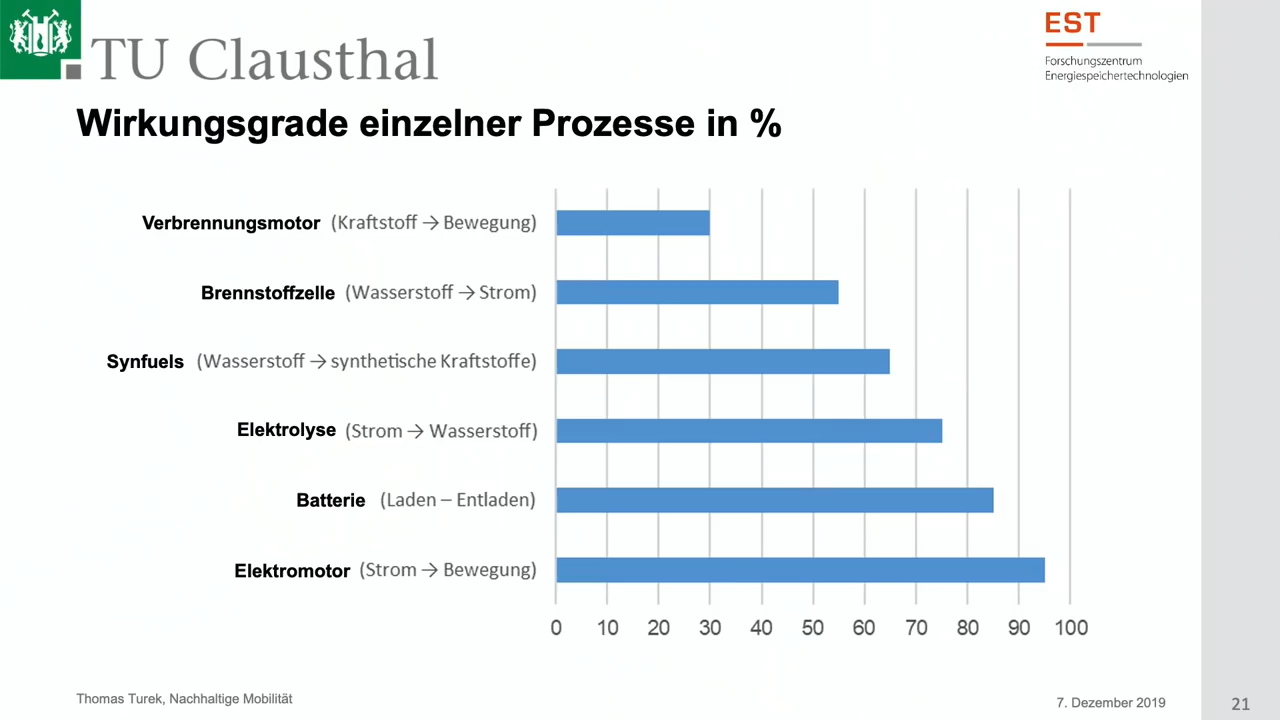 TU Clausthal
EST
Forschungszentrum
Energiespeichertechnologien
Wirkungsgrade einzelner Prozesse in %
Verbrennungsmotor (Kraftstoff → Bewegung)
Brennstoffzelle (Wasserstoff → Strom)
Synfuels (Wasserstoff → synthetische Kraftstoffe)
Elektrolyse (Strom → Wasserstoff)
Batterie (Laden – Entladen)
Elektromotor (Strom → Bewegung)
0 10 20 30 40 50 60 70 80 90 100
Thomas Turek, Nachhaltige Mobilität
7. Dezember 2019
21